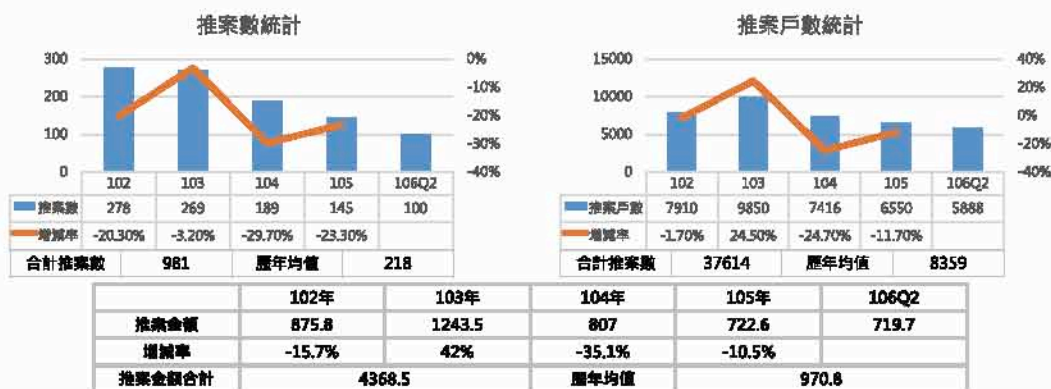 推案數統計
300
200
100
0
0%
-10%
-20%
-30%
-40%
102 103 104 105 106Q2
推案數 278 269 189 145 100
增減率 -20.30% -3.20% -29.70% -23.30%
合計推案數 981 歷年均值 218
推案戶數統計
15000
10000
5000
0
40%
20%
0%
-20%
-40%
102 103 104 105 106Q2
推案戶數 7910 9850 7416 6550 5888
增減率 -1.70% 24.50% -24.70% -11.70%
合計推案數 37614 歷年均值 8359
102年 103年 104年 105年 106Q2
推案金額 875.8 1243.5 807 722.6 719.7
增減率 -15.7% 42% -35.1% -10.5%
推案金額合計 4368.5 歷年均值 970.8